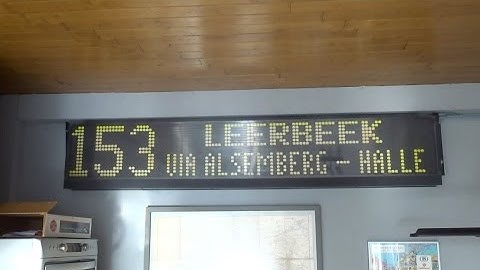 153 LEERBEEK
VIA ALSEMBERG - HALLE